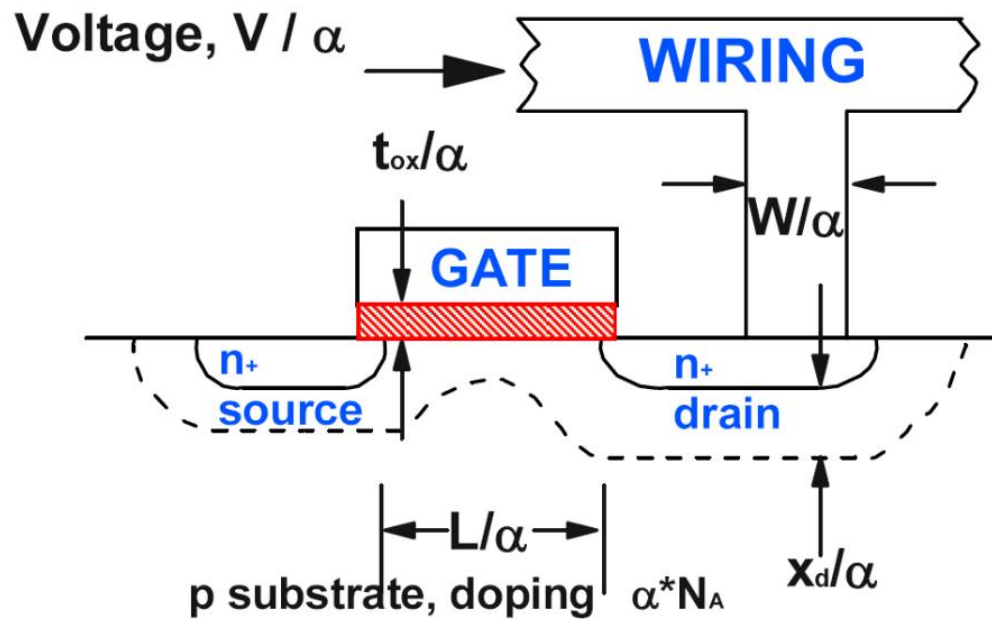 Voltage, V / α
WIRING
tox/α
W/α
GATE
n+
n+
source
drain
L/α
xd/α
p substrate, doping α*NA